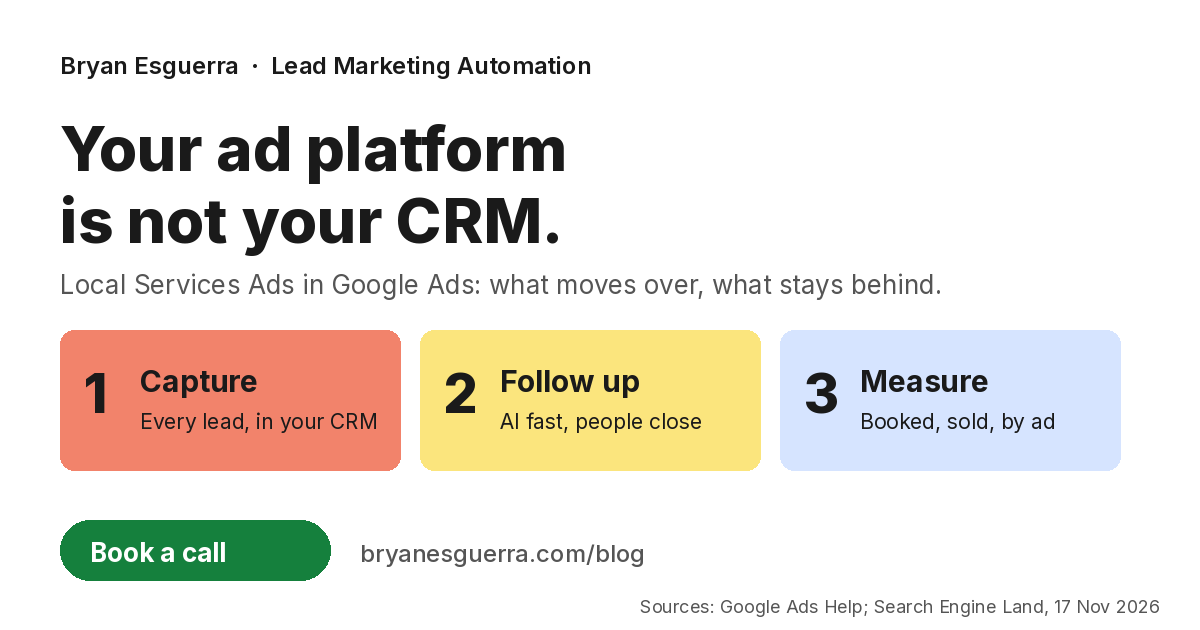 Bryan Esguerra · Lead Marketing Automation
Your ad platform
is not your CRM.
Local Services Ads in Google Ads: what moves over, what stays behind.
1 Capture
Every lead, in your CRM
2 Follow up
AI fast, people close
3 Measure
Booked, sold, by ad
Book a call
bryanesguerra.com/blog
Sources: Google Ads Help; Search Engine Land, 17 Nov 2026